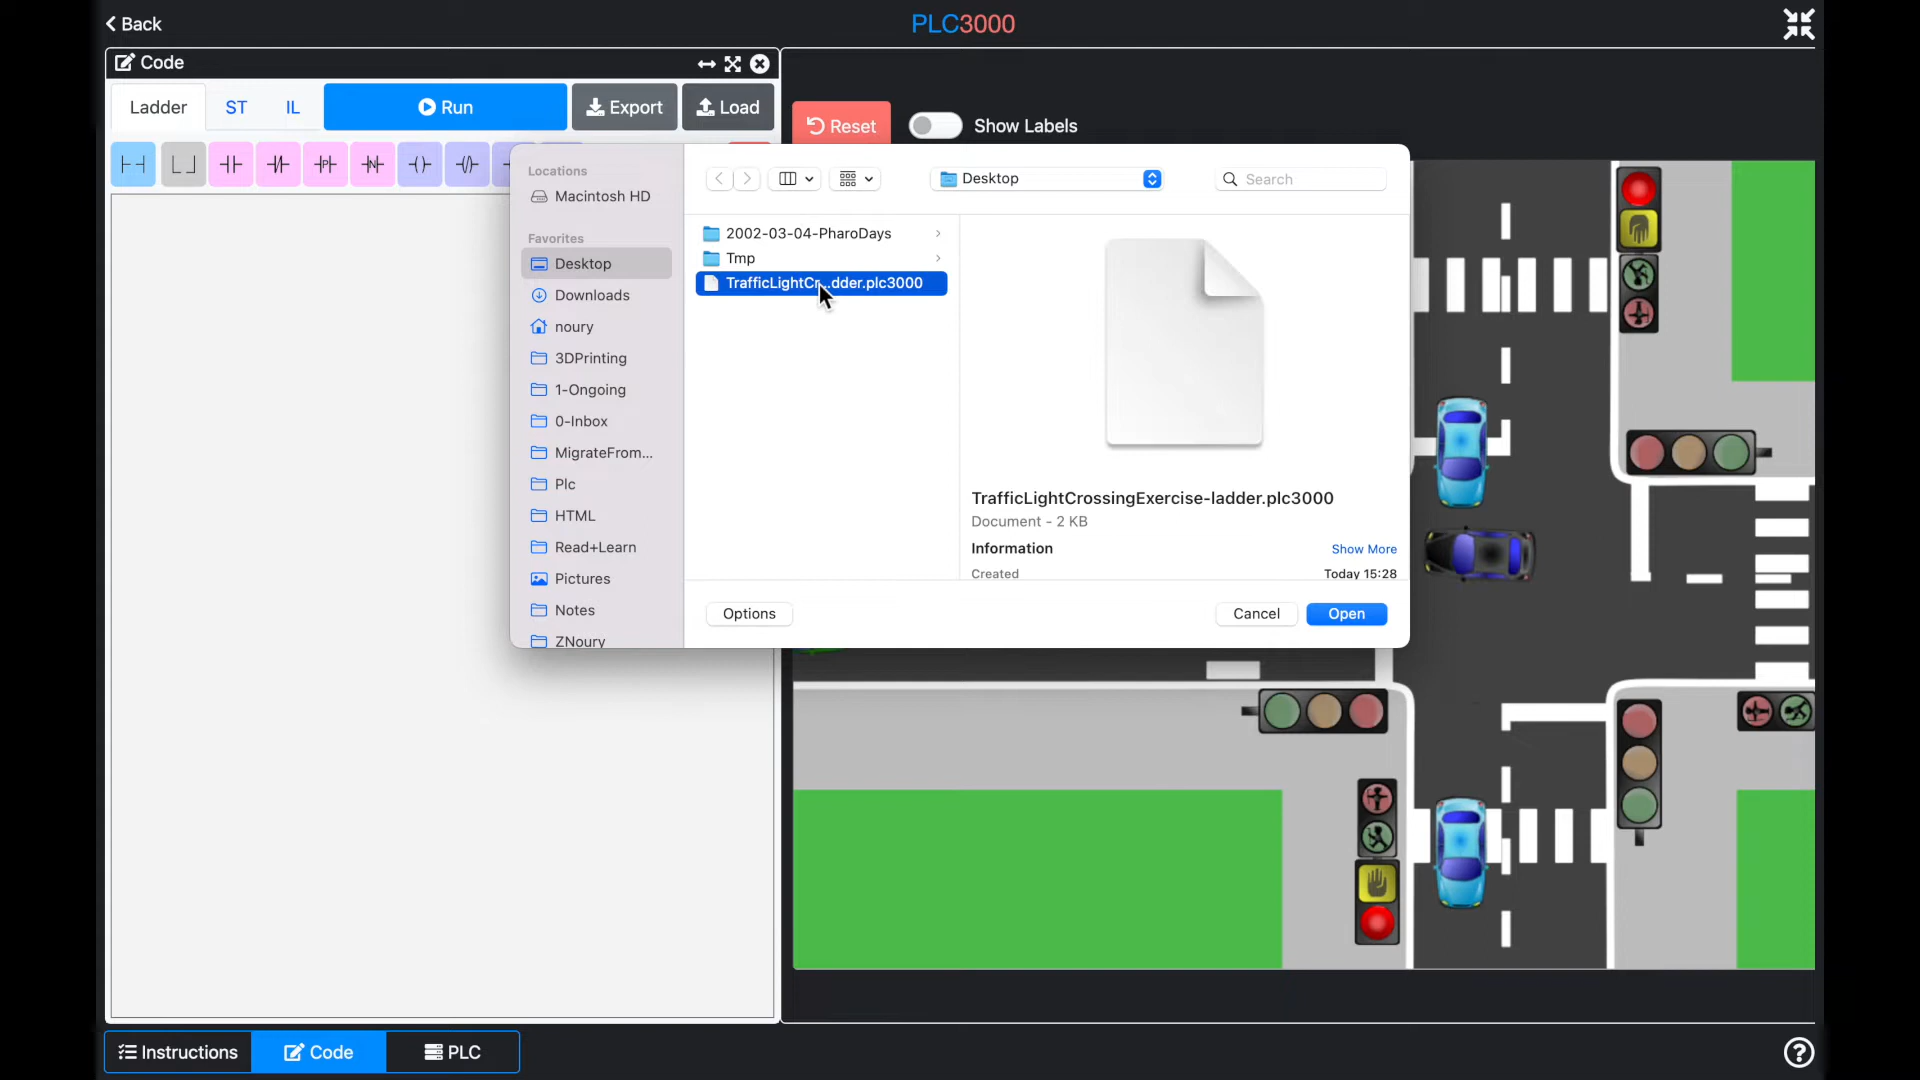 Back
PLC3000
Code
Ladder
ST
IL
Run
Export
Load
Reset
Show Labels
P
N
Locations
Macintosh HD
Favorites
Desktop
Downloads
noury
3DPrinting
1-Ongoing
0-Inbox
MigrateFrom...
Plc
HTML
Read+Learn
Pictures
Notes
ZNoury
Desktop
Search
2002-03-04-PharoDays
Tmp
TrafficLightCr...dder.plc3000
TrafficLightCrossingExercise-ladder.plc3000
Document - 2 KB
Information
Show More
Created
Today 15:28
Options
Cancel
Open
Instructions
Code
PLC
?